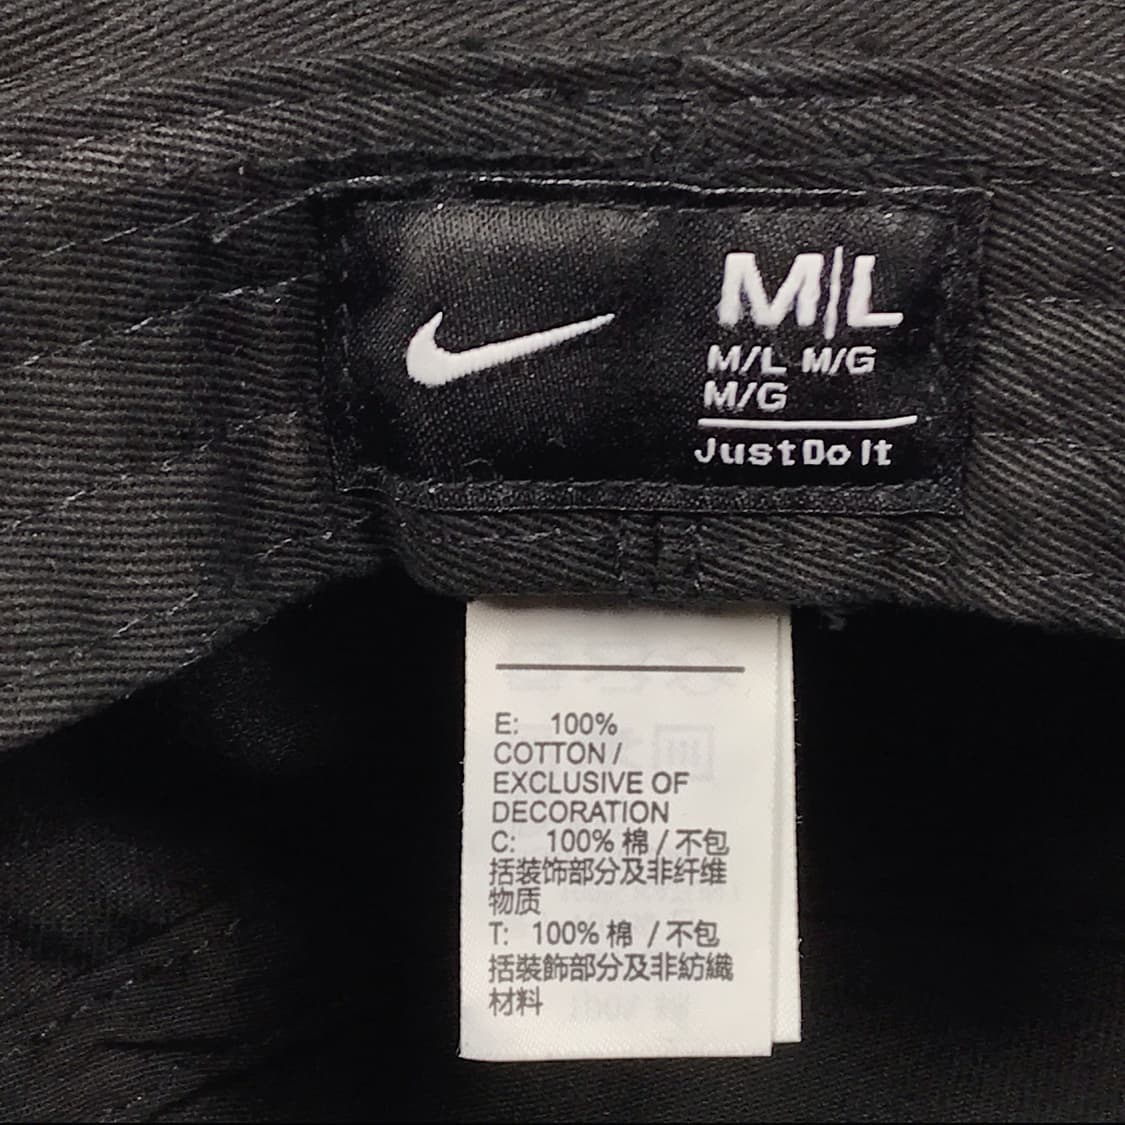 M|L
M/L M/G
M/G
Just Do It
E: 100%
COTTON /
EXCLUSIVE OF
DECORATION
C: 100% 棉 / 不包
括装饰部分及非纤维
物质
T: 100% 棉 / 不包
括裝飾部分及非紡織
材料